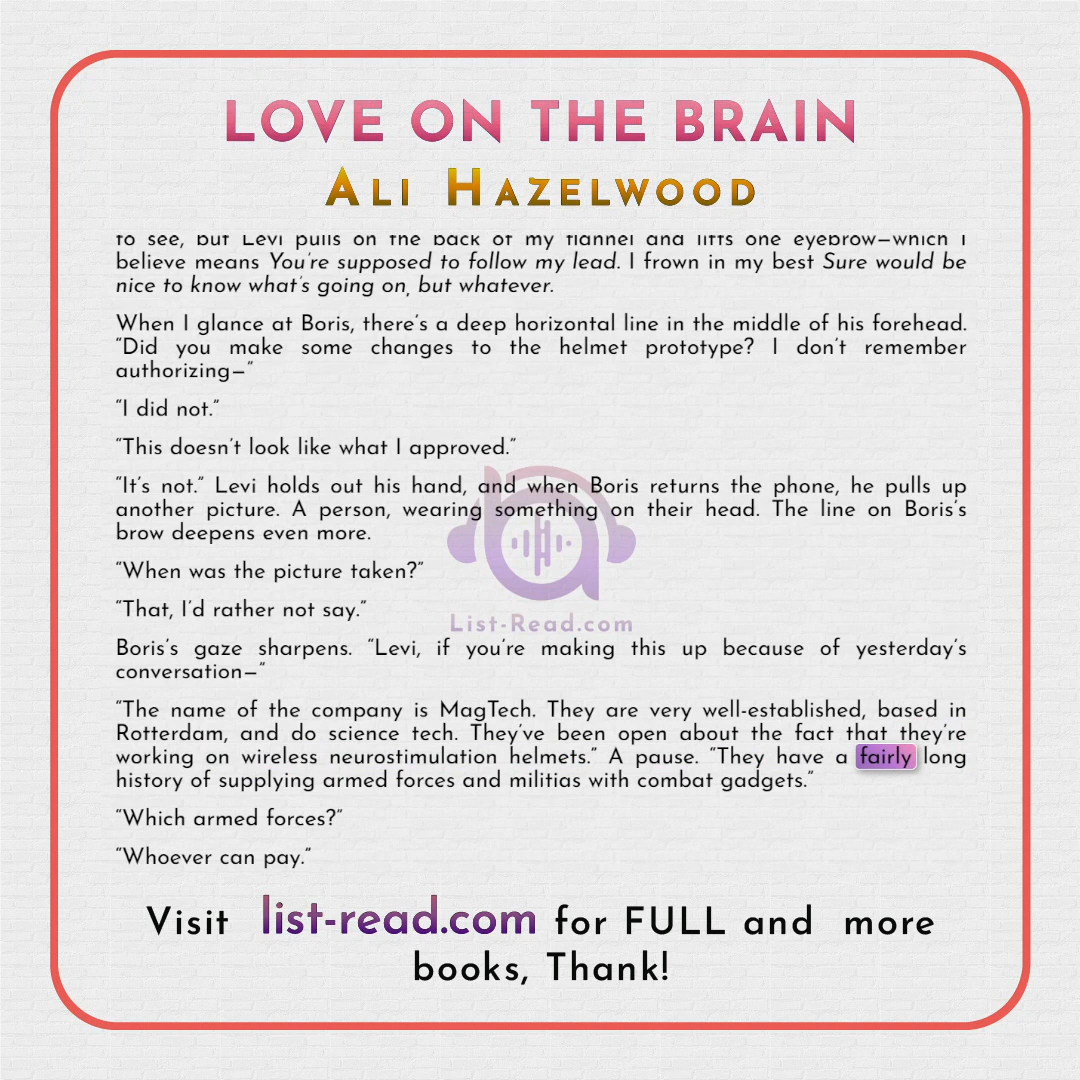 LOVE ON THE BRAIN
ALI HAZELWOOD
to see, but Levi pulls on the back of my flannel and lifts one eyebrow—which I
believe means You're supposed to follow my lead. I frown in my best Sure would be
nice to know what's going on, but whatever.
When I glance at Boris, there's a deep horizontal line in the middle of his forehead.
“Did you make some changes to the helmet prototype? I don't remember
authorizing—”
“I did not.”
“This doesn't look like what I approved.”
“It's not.” Levi holds out his hand, and when Boris returns the phone, he pulls up
another picture. A person, wearing something on their head. The line on Boris's
brow deepens even more.
“When was the picture taken?”
“That, I'd rather not say.”
List-Read.com
Boris's gaze sharpens. “Levi, if you're making this up because of yesterday's
conversation—”
“The name of the company is MagTech. They are very well-established, based in
Rotterdam, and do science tech. They've been open about the fact that they're
working on wireless neurostimulation helmets.” A pause. “They have a fairly long
history of supplying armed forces and militias with combat gadgets.”
“Which armed forces?”
“Whoever can pay.”
Visit list-read.com for FULL and more
books, Thank!